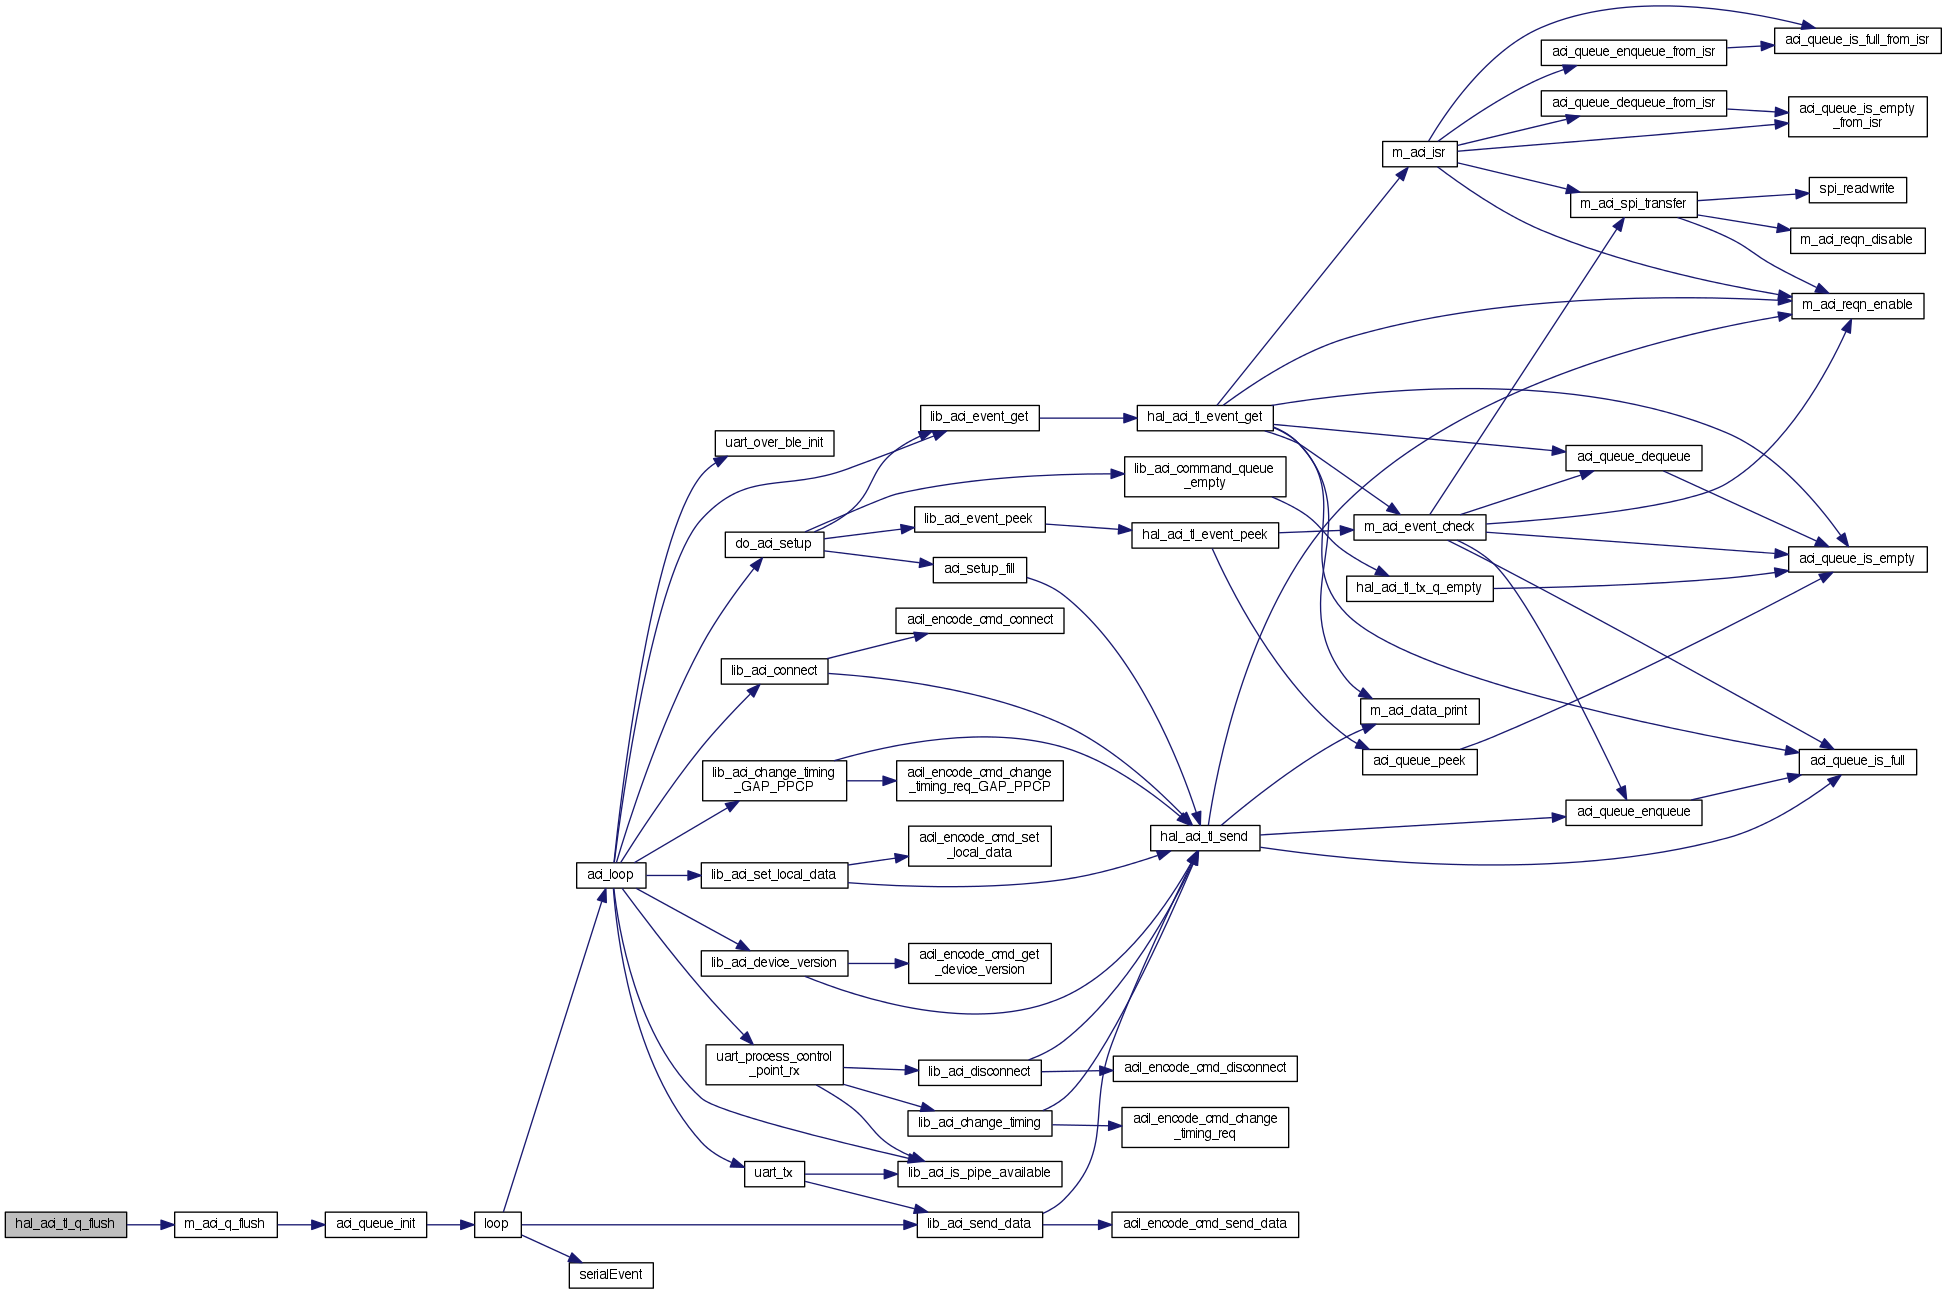 aci_queue_is_full_from_isr
aci_queue_enqueue_from_isr
aci_queue_dequeue_from_isr
aci_queue_is_empty
_from_isr
m_aci_isr
spi_readwrite
m_aci_spi_transfer
m_aci_reqn_disable
m_aci_reqn_enable
lib_aci_event_get
hal_aci_tl_event_get
uart_over_ble_init
aci_queue_dequeue
lib_aci_command_queue
_empty
lib_aci_event_peek
m_aci_event_check
hal_aci_tl_event_peek
do_aci_setup
aci_queue_is_empty
aci_setup_fill
hal_aci_tl_tx_q_empty
acil_encode_cmd_connect
lib_aci_connect
m_aci_data_print
aci_queue_peek
aci_queue_is_full
lib_aci_change_timing
_GAP_PPCP
acil_encode_cmd_change
_timing_req_GAP_PPCP
aci_queue_enqueue
hal_aci_tl_send
acil_encode_cmd_set
_local_data
aci_loop
lib_aci_set_local_data
lib_aci_device_version
acil_encode_cmd_get
_device_version
uart_process_control
_point_rx
lib_aci_disconnect
acil_encode_cmd_disconnect
lib_aci_change_timing
acil_encode_cmd_change
_timing_req
uart_tx
lib_aci_is_pipe_available
hal_aci_tl_q_flush
m_aci_q_flush
aci_queue_init
loop
lib_aci_send_data
acil_encode_cmd_send_data
serialEvent